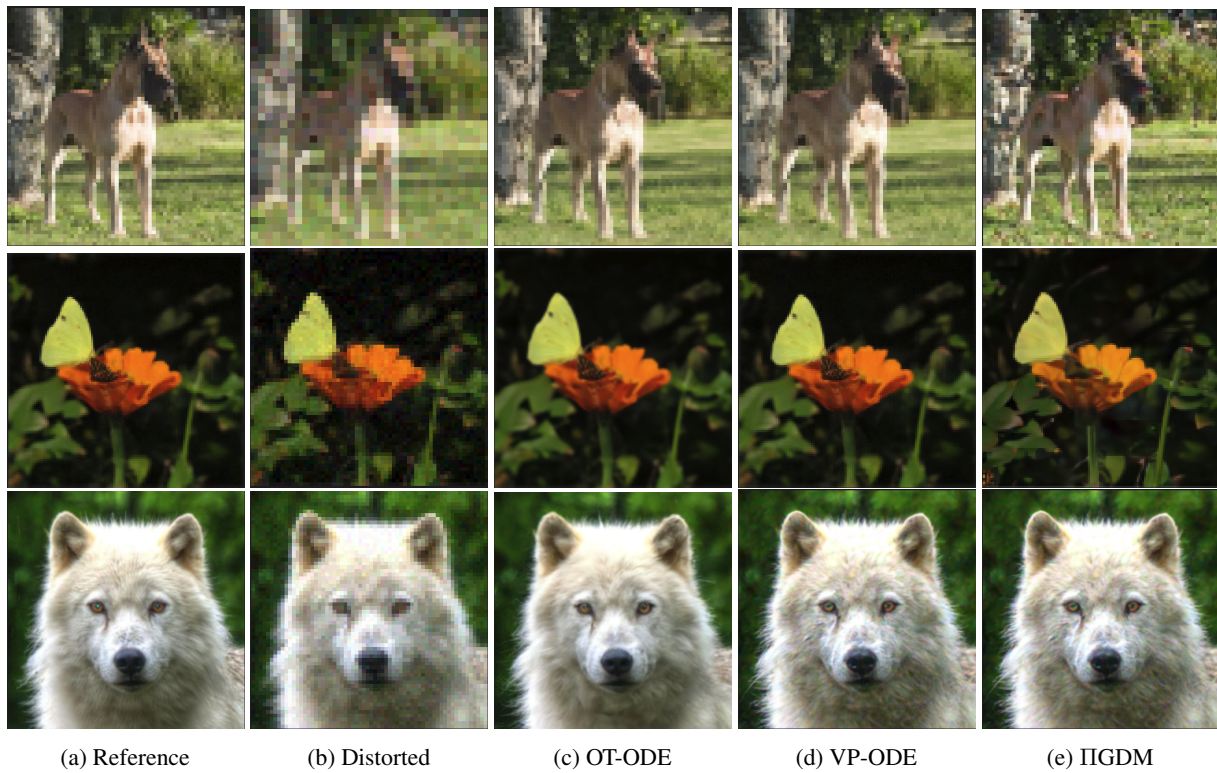 (a) Reference
(b) Distorted
(c) OT-ODE
(d) VP-ODE
(e) ΠGDM